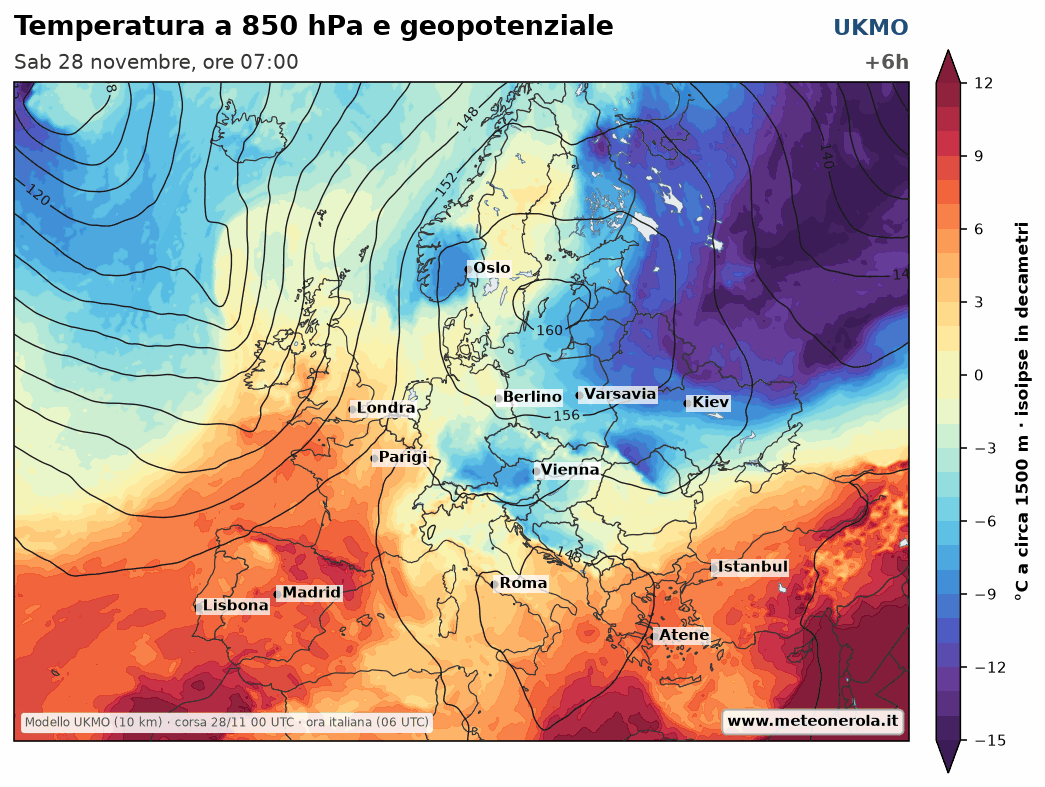 Temperatura a 850 hPa e geopotenziale
UKMO
Sab 28 novembre, ore 07:00
+6h
148
152
120
140
Oslo
160
Berlino
Varsavia
Kiev
Londra
156
Parigi
Vienna
148
Istanbul
Roma
Madrid
Lisbona
Atene
Modello UKMO (10 km) · corsa 28/11 00 UTC · ora italiana (06 UTC)
www.meteonerola.it
12
9
6
3
0
−3
−6
−9
−12
−15
°C a circa 1500 m · isoipse in decametri